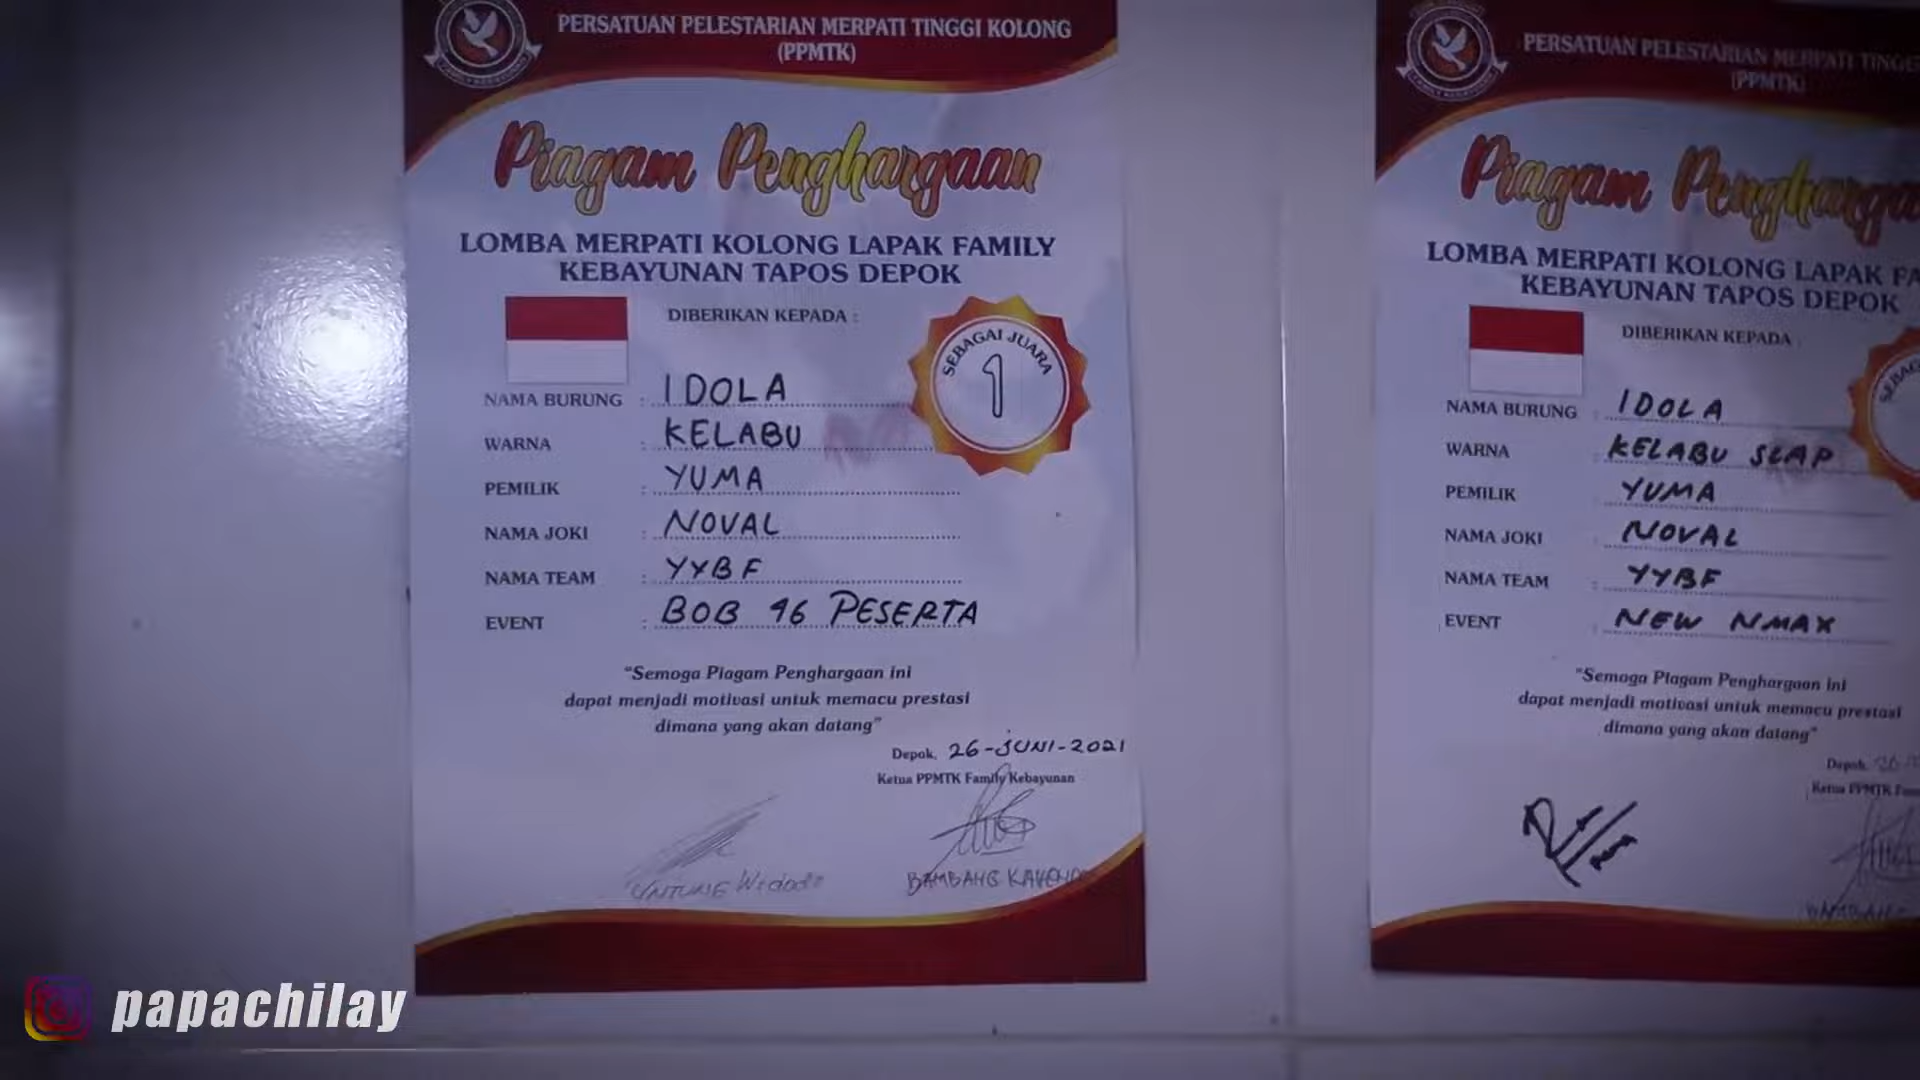 PERSATUAN PELESTARIAN MERPATI TINGGI KOLONG
(PPMTK)
Piagam Penghargaan
LOMBA MERPATI KOLONG LAPAK FAMILY
KEBAYUNAN TAPOS DEPOK
DIBERIKAN KEPADA :
SEBAGAI JUARA
1
NAMA BURUNG : IDOLA
WARNA : KELABU
PEMILIK : YUMA
NAMA JOKI : NOVAL
NAMA TEAM : YYBF
EVENT : BOB 46 PESERTA
"Semoga Piagam Penghargaan ini
dapat menjadi motivasi untuk memacu prestasi
dimana yang akan datang"
Depok, 26-JUNI-2021
Ketua PPMTK Family Kebayunan
Widodo
BAMBANG
PERSATUAN PELESTARIAN MERPATI
(PPMTK)
Piagam
LOMBA MERPATI KOLONG LAPAK
KEBAYUNAN TAPOS DEPOK
DIBERIKAN KEPADA
NAMA BURUNG : IDOLA
WARNA : KELABU SLAP
PEMILIK : YUMA
NAMA JOKI : NOVAL
NAMA TEAM : YYBF
EVENT : NEW NMAX
"Semoga Piagam Penghargaan ini
dapat menjadi motivasi untuk memacu prestasi
dimana yang akan datang"
Depok,
Ketua PPMTK
papachilay